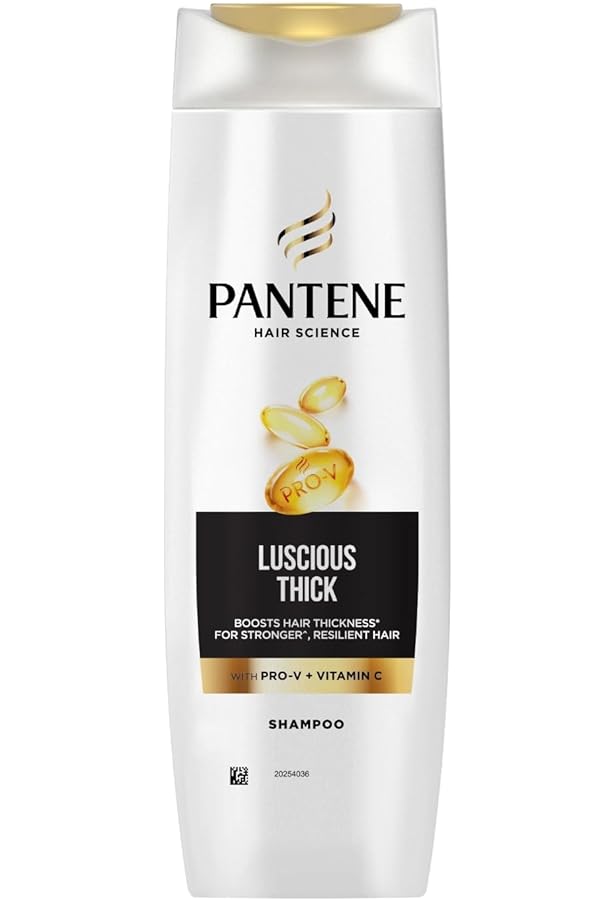 PANTENE
HAIR SCIENCE
PRO-V
LUSCIOUS
THICK
BOOSTS HAIR THICKNESS*
FOR STRONGER^, RESILIENT HAIR
WITH PRO-V + VITAMIN C
SHAMPOO
20254036